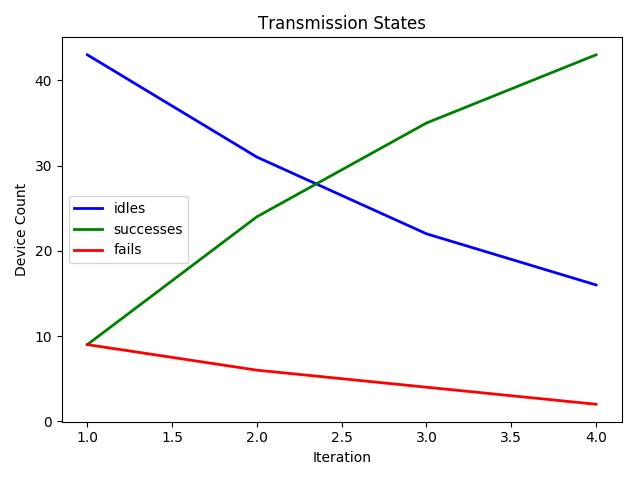 Transmission States
Device Count
40
30
20
10
0
idles
successes
fails
1.0 1.5 2.0 2.5 3.0 3.5 4.0
Iteration